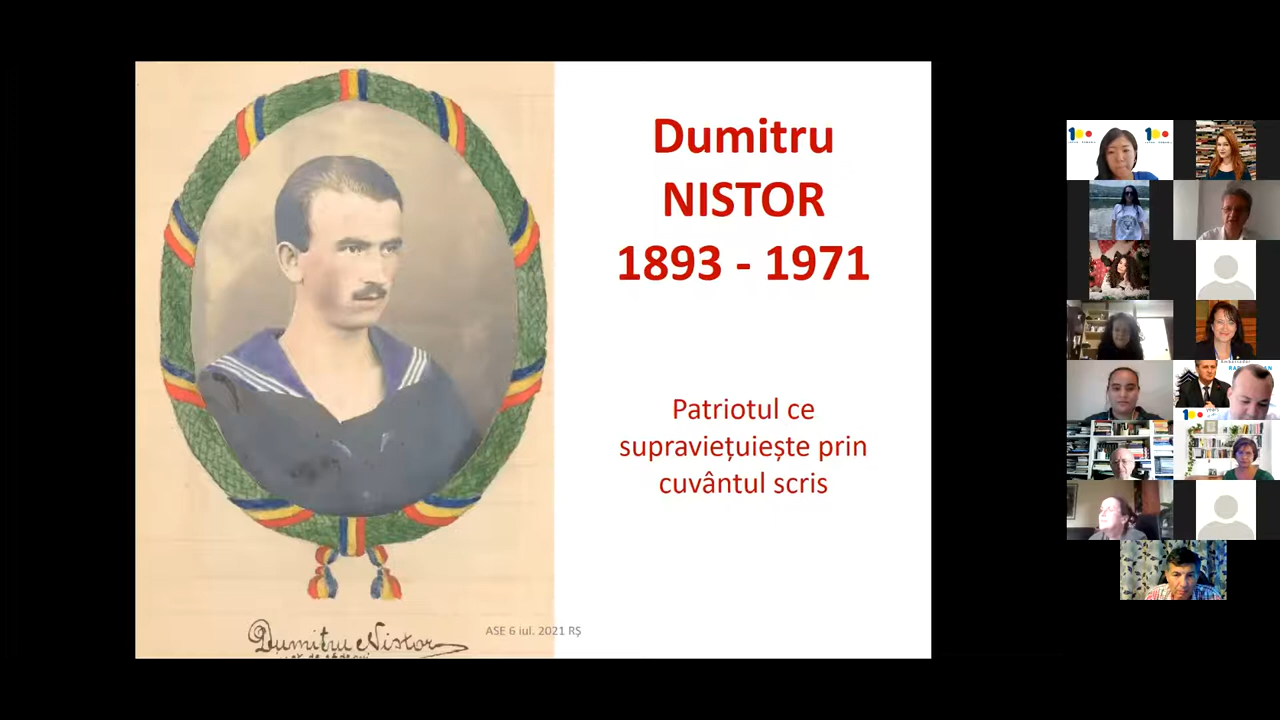 Dumitru
NISTOR
1893 - 1971
Patriotul ce
supraviețuiește prin
cuvântul scris
Dumitru Nistor
ASE 6 iul. 2021 RȘ